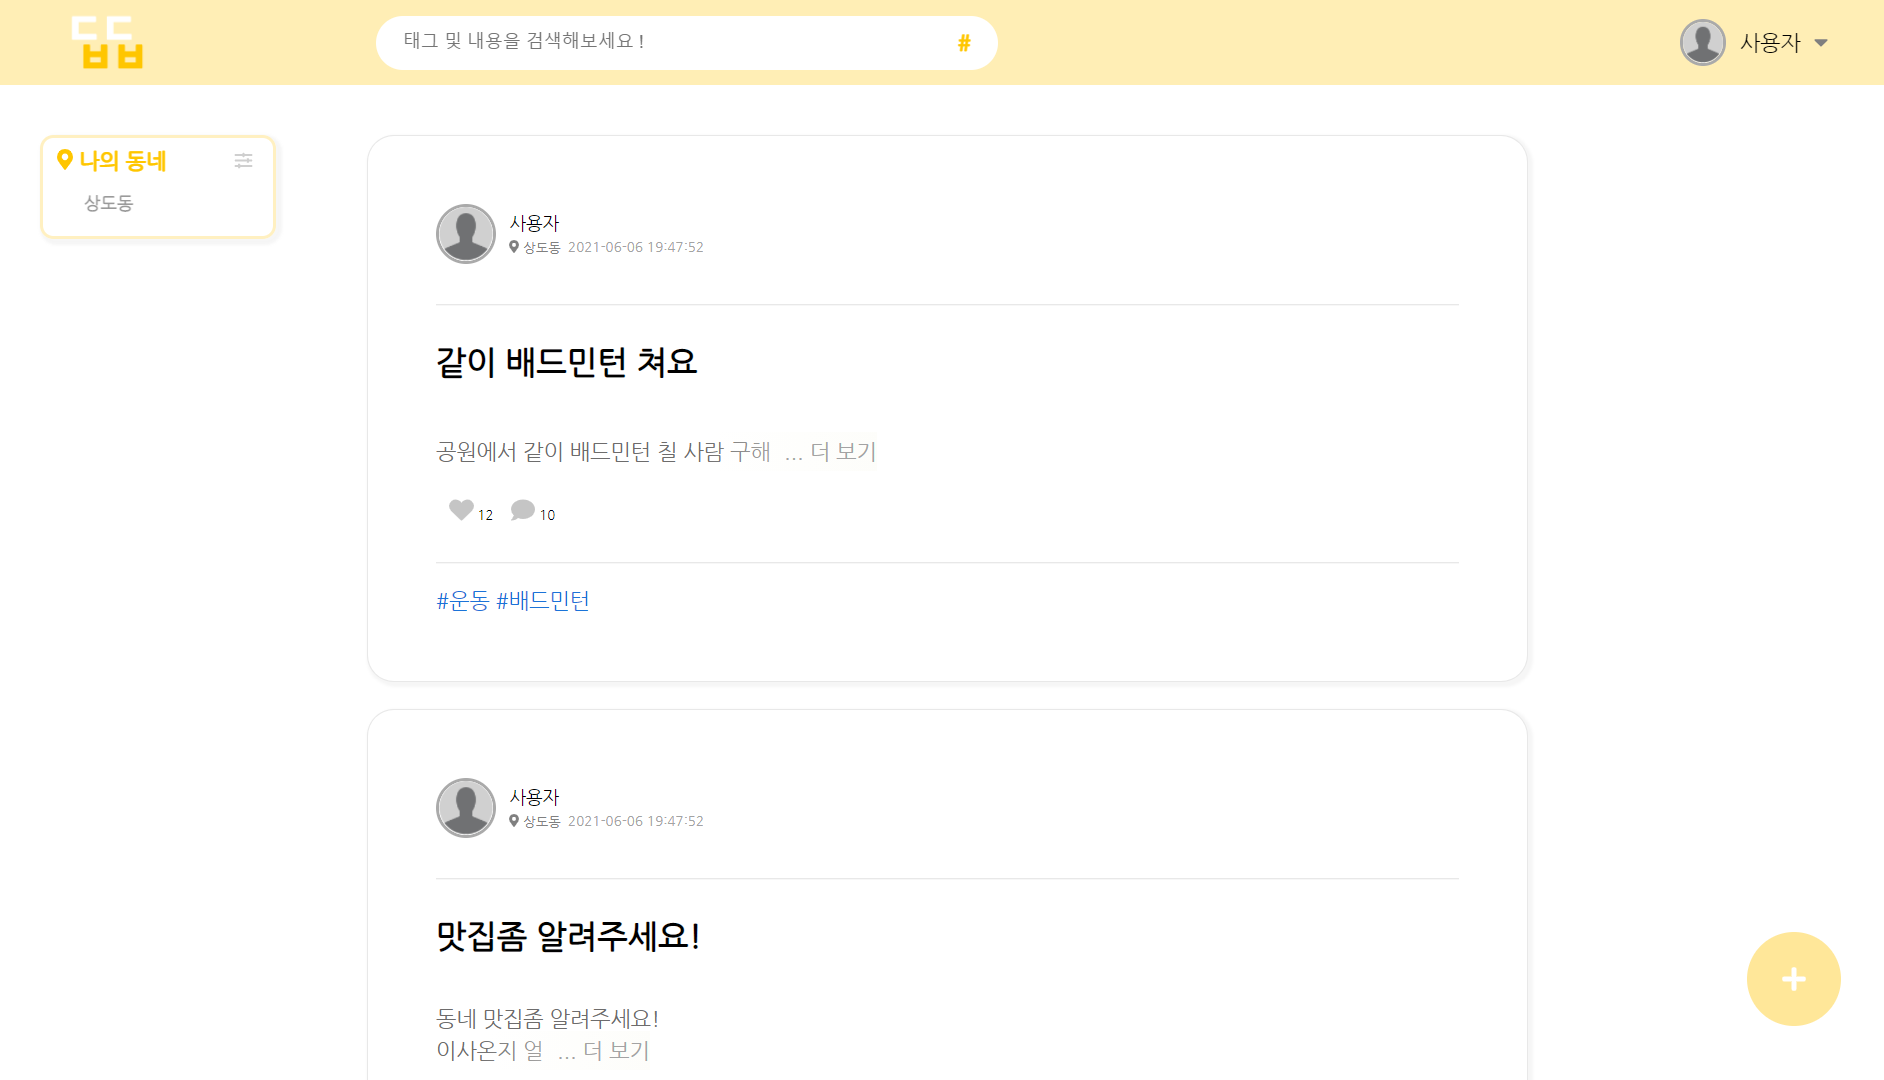 태그 및 내용을 검색해보세요 !
#
사용자
나의 동네
상도동
사용자
상도동 2021-06-06 19:47:52
같이 배드민턴 쳐요
공원에서 같이 배드민턴 칠 사람 구해 ... 더 보기
12 10
#운동 #배드민턴
사용자
상도동 2021-06-06 19:47:52
맛집좀 알려주세요!
동네 맛집좀 알려주세요!
이사온지 얼 ... 더 보기